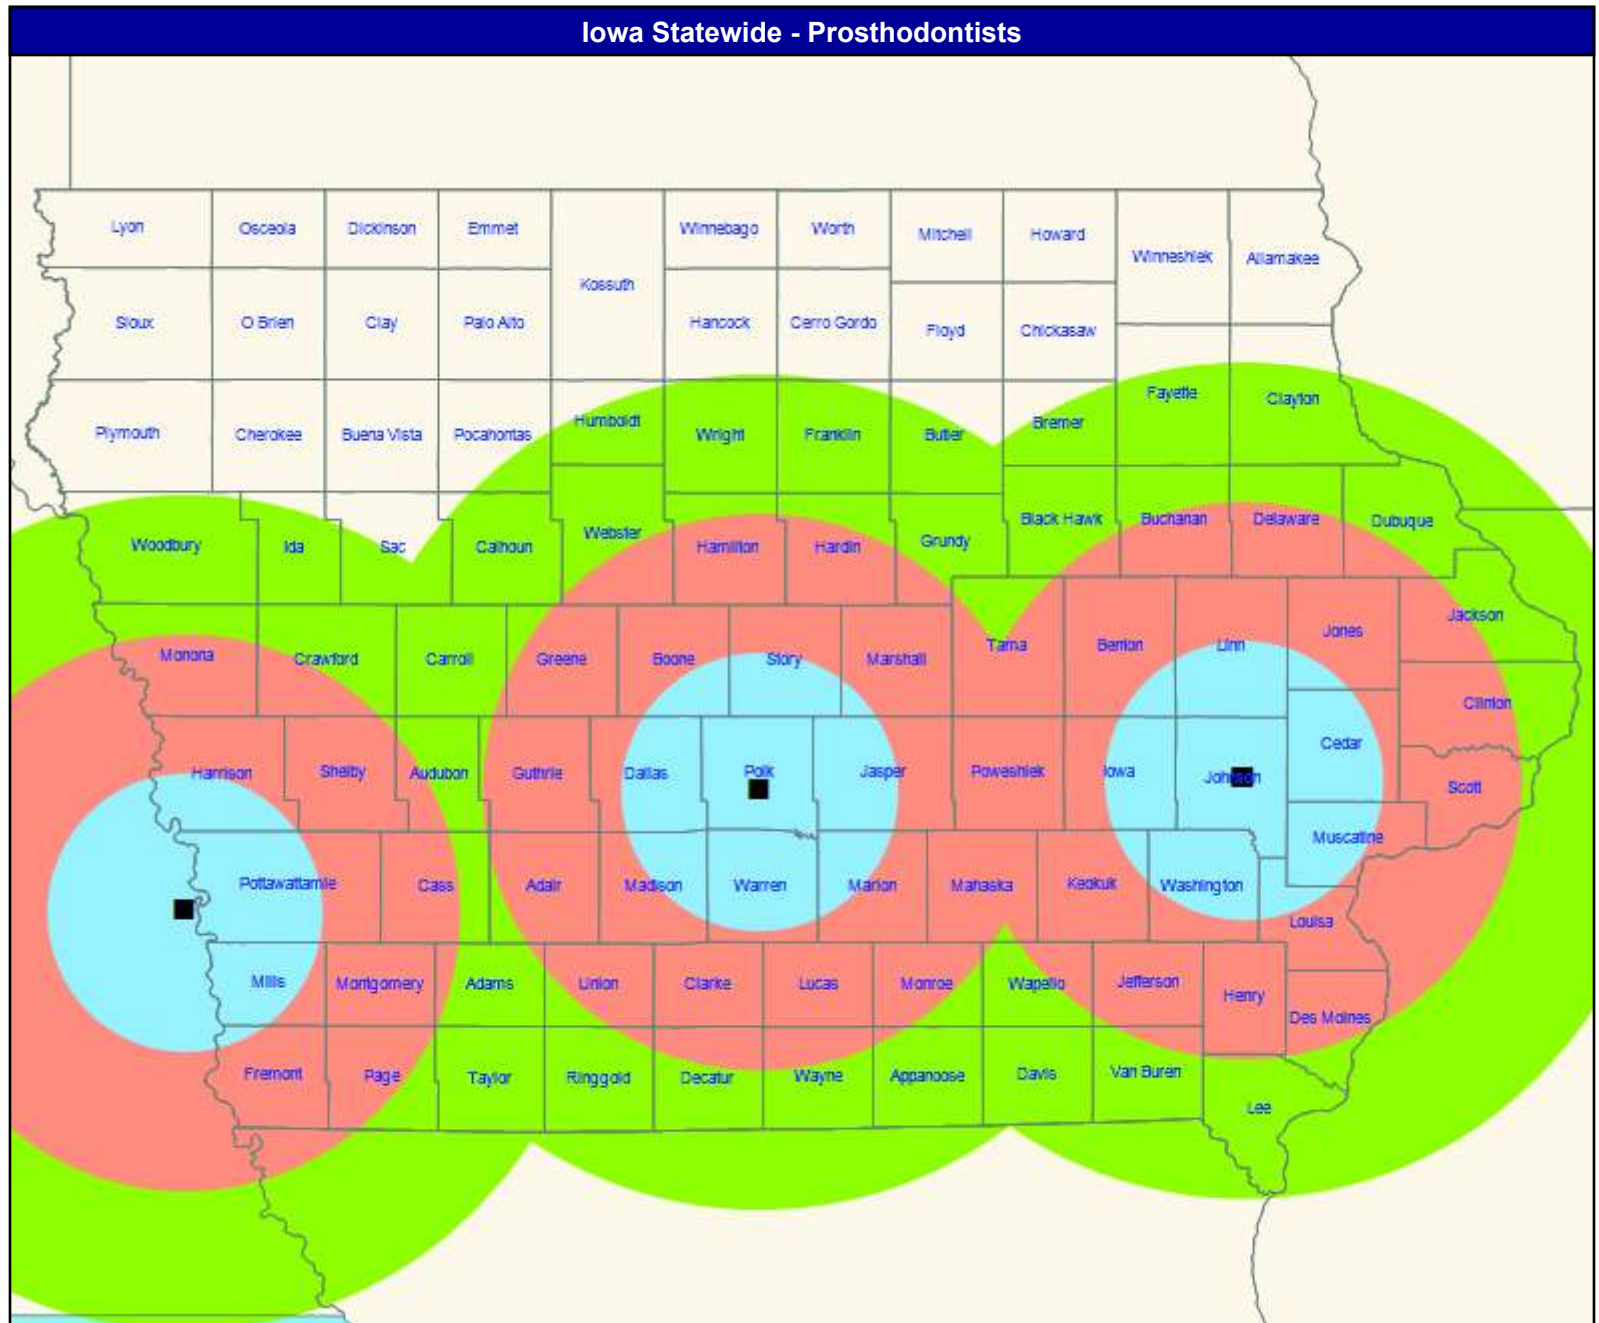 Iowa Statewide - Prosthodontists
Lyon Osceola Dickinson Emmet Winnebago Worth Mitchell Howard
Winneshiek Allamakee
Kossuth
Sioux O Brien Clay Palo Alto Hancock Cerro Gordo Floyd Chickasaw
Fayette Clayton
Plymouth Cherokee Buena Vista Pocahontas Humboldt Wright Franklin Butler Bremer
Woodbury Ida Sac Calhoun Webster Hamilton Hardin Grundy Black Hawk Buchanan Delaware Dubuque
Monona Crawford Carroll Greene Boone Story Marshall Tama Benton Linn Jones Jackson
Clinton
Harrison Shelby Audubon Guthrie Dallas Polk Jasper Poweshiek Iowa Johnson Cedar Scott
Muscatine
Pottawattamie Cass Adair Madison Warren Marion Mahaska Keokuk Washington
Louisa
Mills Montgomery Adams Union Clarke Lucas Monroe Wapello Jefferson Henry
Des Moines
Fremont Page Taylor Ringgold Decatur Wayne Appanoose Davis Van Buren
Lee